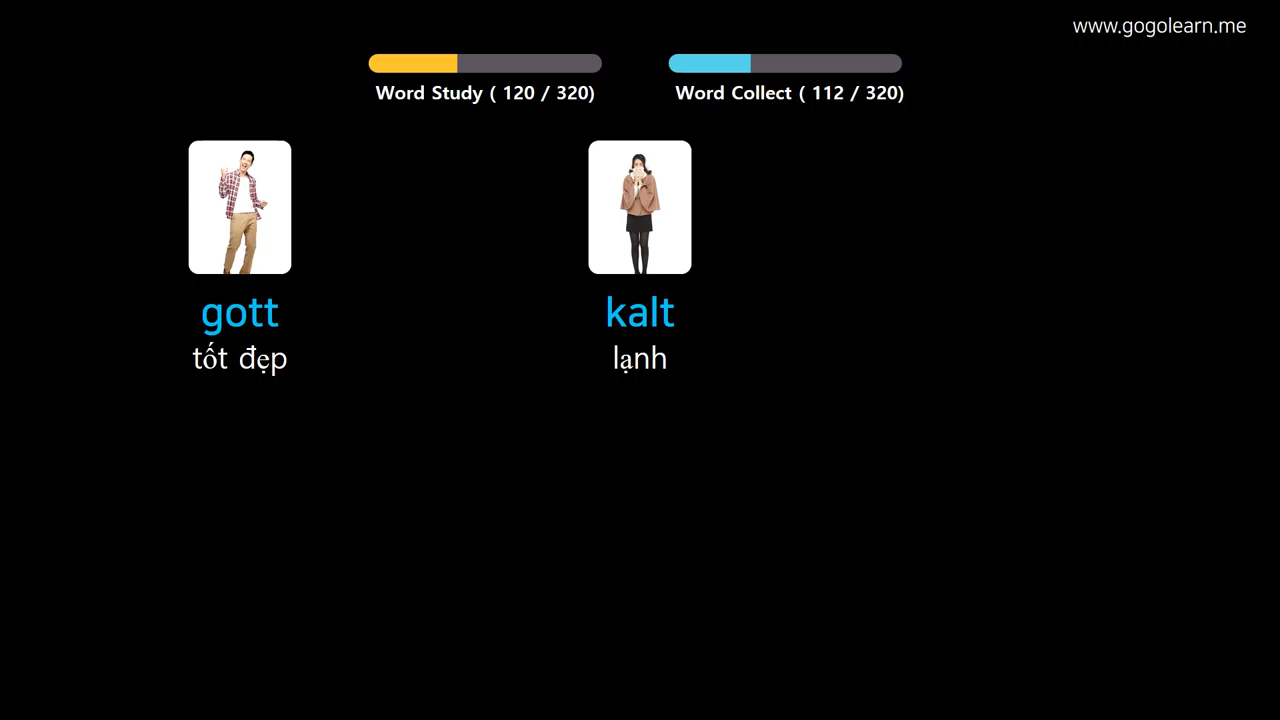 www.gogolearn.me
Word Study ( 120 / 320)
Word Collect ( 112 / 320)
gott
tốt đẹp
kalt
lạnh